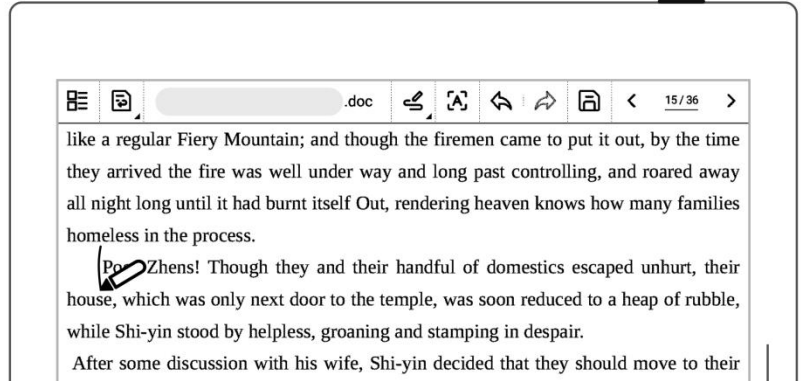 .doc
15/36
like a regular Fiery Mountain; and though the firemen came to put it out, by the time
they arrived the fire was well under way and long past controlling, and roared away
all night long until it had burnt itself Out, rendering heaven knows how many families
homeless in the process.
Zhens! Though they and their handful of domestics escaped unhurt, their
house, which was only next door to the temple, was soon reduced to a heap of rubble,
while Shi-yin stood by helpless, groaning and stamping in despair.
After some discussion with his wife, Shi-yin decided that they should move to their